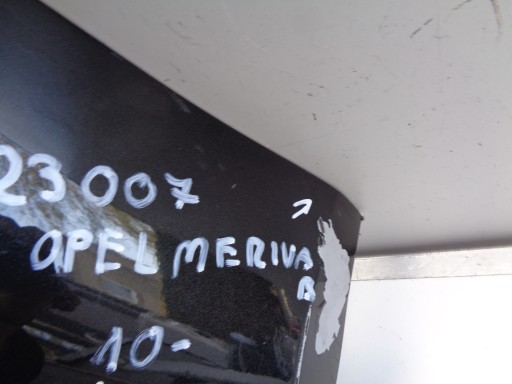 23007
OPEL MERIVA
B
10-